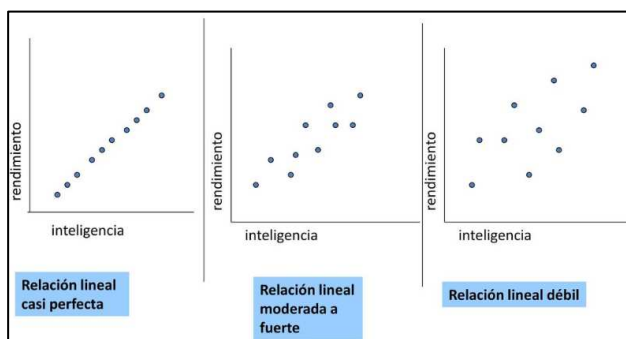 rendimiento
inteligencia
Relación lineal
casi perfecta
rendimiento
inteligencia
Relación lineal
moderada a
fuerte
rendimiento
inteligencia
Relación lineal débil